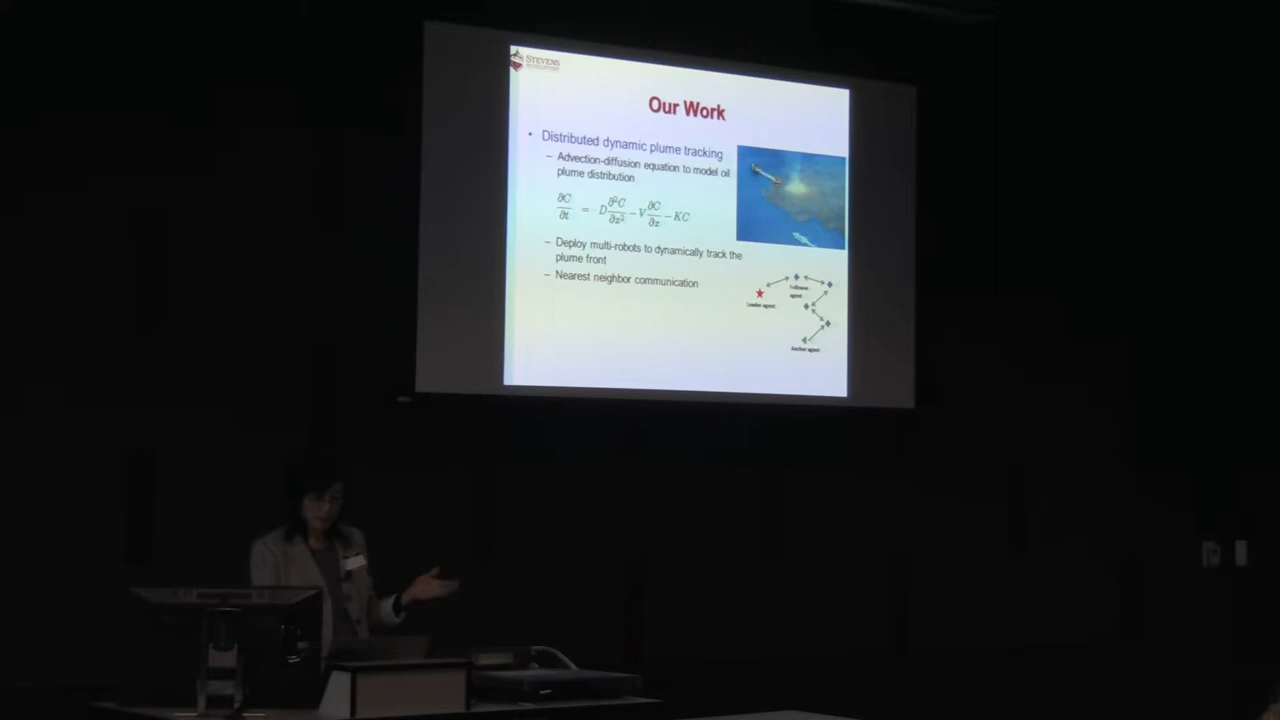 STEVENS
Our Work
• Distributed dynamic plume tracking
– Advection-diffusion equation to model oil
plume distribution
∂C/∂t = D ∂²C/∂z² − V ∂C/∂z − KC
– Deploy multi-robots to dynamically track the
plume front
– Nearest neighbor communication
Leader agent
Follower
agent
Anchor agent